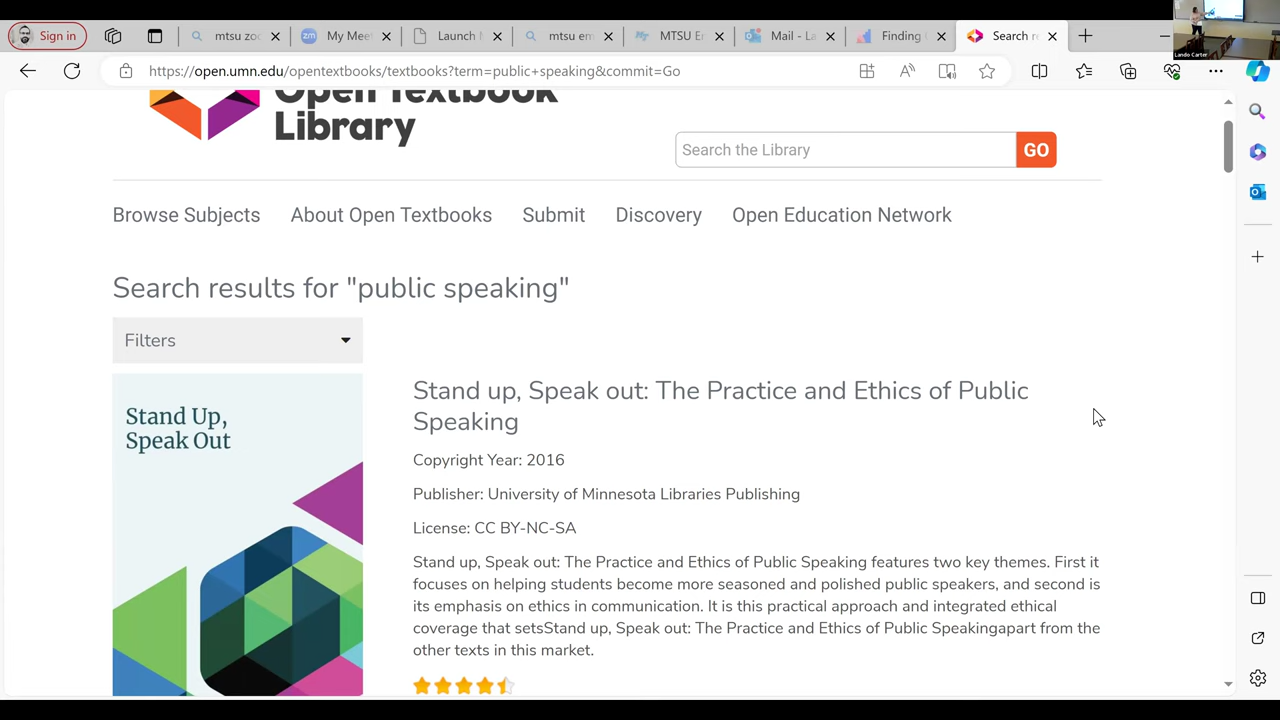 Sign in
mtsu zoo
My Meet
Launch M
mtsu em
MTSU E
Mail - La
Finding
Search re
Lando Carter
https://open.umn.edu/opentextbooks/textbooks?term=public+speaking&commit=Go
Open Textbook
Library
Search the Library
GO
Browse Subjects
About Open Textbooks
Submit
Discovery
Open Education Network
Search results for "public speaking"
Filters
Stand Up,
Speak Out
Stand up, Speak out: The Practice and Ethics of Public
Speaking
Copyright Year: 2016
Publisher: University of Minnesota Libraries Publishing
License: CC BY-NC-SA
Stand up, Speak out: The Practice and Ethics of Public Speaking features two key themes. First it
focuses on helping students become more seasoned and polished public speakers, and second is
its emphasis on ethics in communication. It is this practical approach and integrated ethical
coverage that setsStand up, Speak out: The Practice and Ethics of Public Speakingapart from the
other texts in this market.